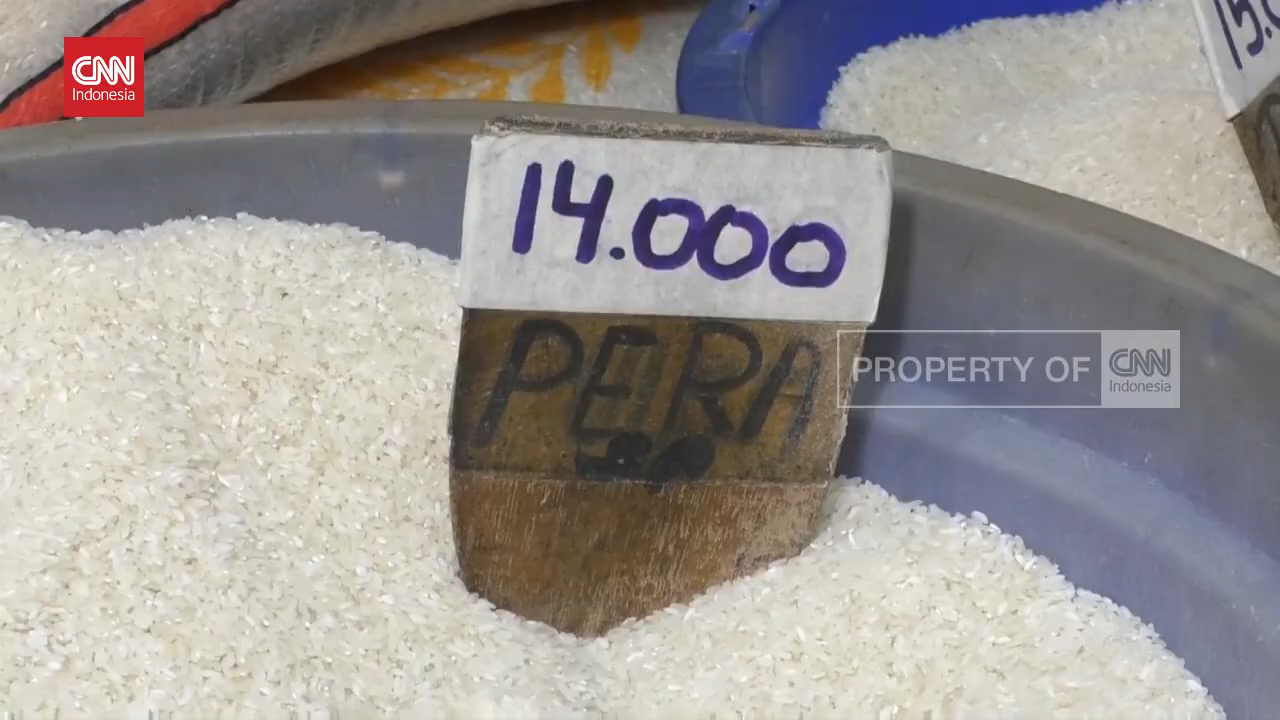 CNN
Indonesia
14.000
PERA
PROPERTY OF CNN
Indonesia